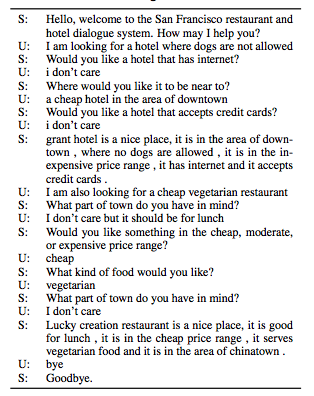 S: Hello, welcome to the San Francisco restaurant and
hotel dialogue system. How may I help you?
U: I am looking for a hotel where dogs are not allowed
S: Would you like a hotel that has internet?
U: i don't care
S: Where would you like it to be near to?
U: a cheap hotel in the area of downtown
S: Would you like a hotel that accepts credit cards?
U: i don't care
S: grant hotel is a nice place, it is in the area of down-
town , where no dogs are allowed , it is in the in-
expensive price range , it has internet and it accepts
credit cards .
U: I am also looking for a cheap vegetarian restaurant
S: What part of town do you have in mind?
U: I don't care but it should be for lunch
S: Would you like something in the cheap, moderate,
or expensive price range?
U: cheap
S: What kind of food would you like?
U: vegetarian
S: What part of town do you have in mind?
U: I don't care
S: Lucky creation restaurant is a nice place, it is good
for lunch , it is in the cheap price range , it serves
vegetarian food and it is in the area of chinatown .
U: bye
S: Goodbye.